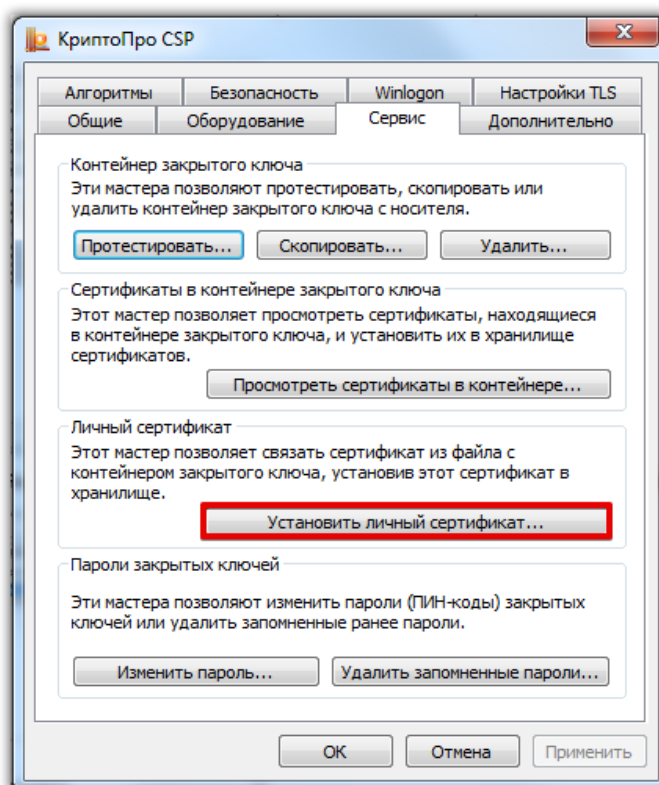 КриптоПро CSP
Алгоритмы Безопасность Winlogon Настройки TLS
Общие Оборудование Сервис Дополнительно
Контейнер закрытого ключа
Эти мастера позволяют протестировать, скопировать или
удалить контейнер закрытого ключа с носителя.
Протестировать... Скопировать... Удалить...
Сертификаты в контейнере закрытого ключа
Этот мастер позволяет просмотреть сертификаты, находящиеся
в контейнере закрытого ключа, и установить их в хранилище
сертификатов.
Просмотреть сертификаты в контейнере...
Личный сертификат
Этот мастер позволяет связать сертификат из файла с
контейнером закрытого ключа, установив этот сертификат в
хранилище.
Установить личный сертификат...
Пароли закрытых ключей
Эти мастера позволяют изменить пароли (ПИН-коды) закрытых
ключей или удалить запомненные ранее пароли.
Изменить пароль... Удалить запомненные пароли...
ОК Отмена Применить